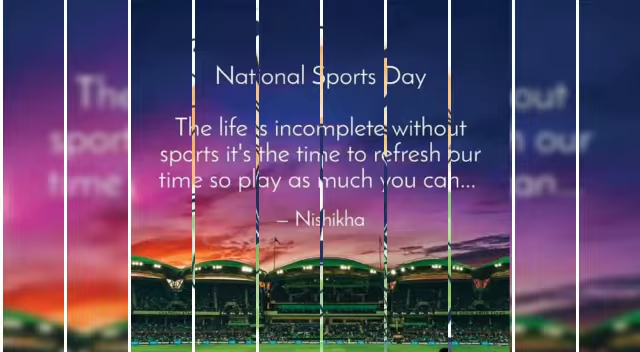 National Sports Day
The life is incomplete without
sports it's the time to refresh our
time so play as much you can...
– Nishikha